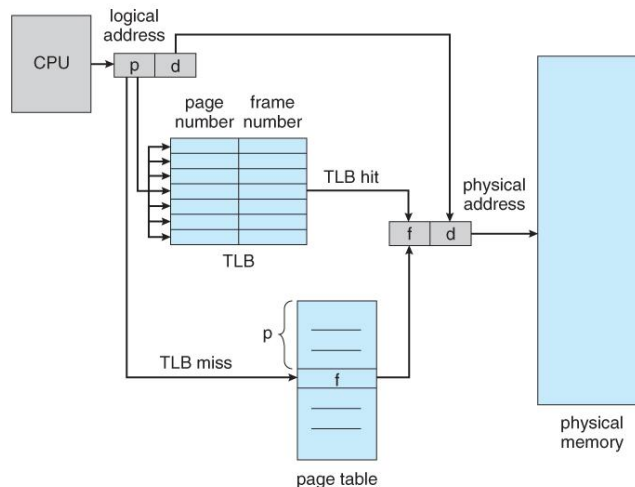 logical
address
CPU
p
d
page
number
frame
number
TLB hit
physical
address
f
d
TLB
p
TLB miss
f
physical
memory
page table